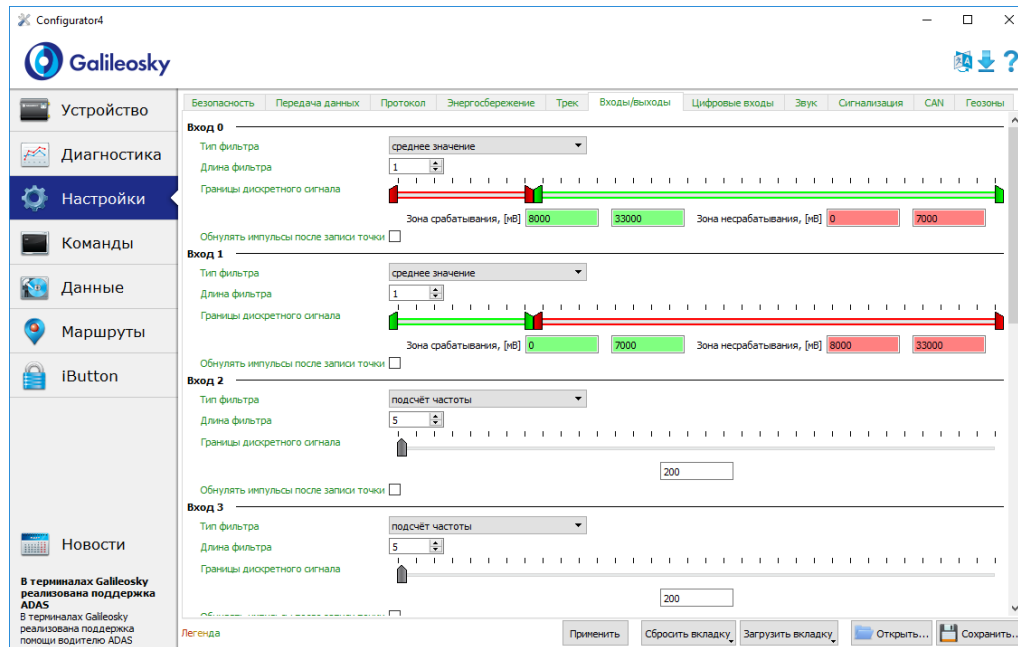 Configurator4
Galileosky
Устройство
Диагностика
Настройки
Команды
Данные
Маршруты
iButton
Новости
В терминалах Galileosky
реализована поддержка
ADAS
В терминалах Galileosky
реализована поддержка
помощи водителю ADAS
Безопасность Передача данных Протокол Энергосбережение Трек Входы/выходы Цифровые входы Звук Сигнализация CAN Геозоны
Вход 0
Тип фильтра среднее значение
Длина фильтра 1
Границы дискретного сигнала
Зона срабатывания, [мВ] 8000 33000 Зона несрабатывания, [мВ] 0 7000
Обнулять импульсы после записи точки
Вход 1
Тип фильтра среднее значение
Длина фильтра 1
Границы дискретного сигнала
Зона срабатывания, [мВ] 0 7000 Зона несрабатывания, [мВ] 8000 33000
Обнулять импульсы после записи точки
Вход 2
Тип фильтра подсчёт частоты
Длина фильтра 5
Границы дискретного сигнала
200
Обнулять импульсы после записи точки
Вход 3
Тип фильтра подсчёт частоты
Длина фильтра 5
Границы дискретного сигнала
200
Легенда Применить Сбросить вкладку Загрузить вкладку Открыть... Сохранить...